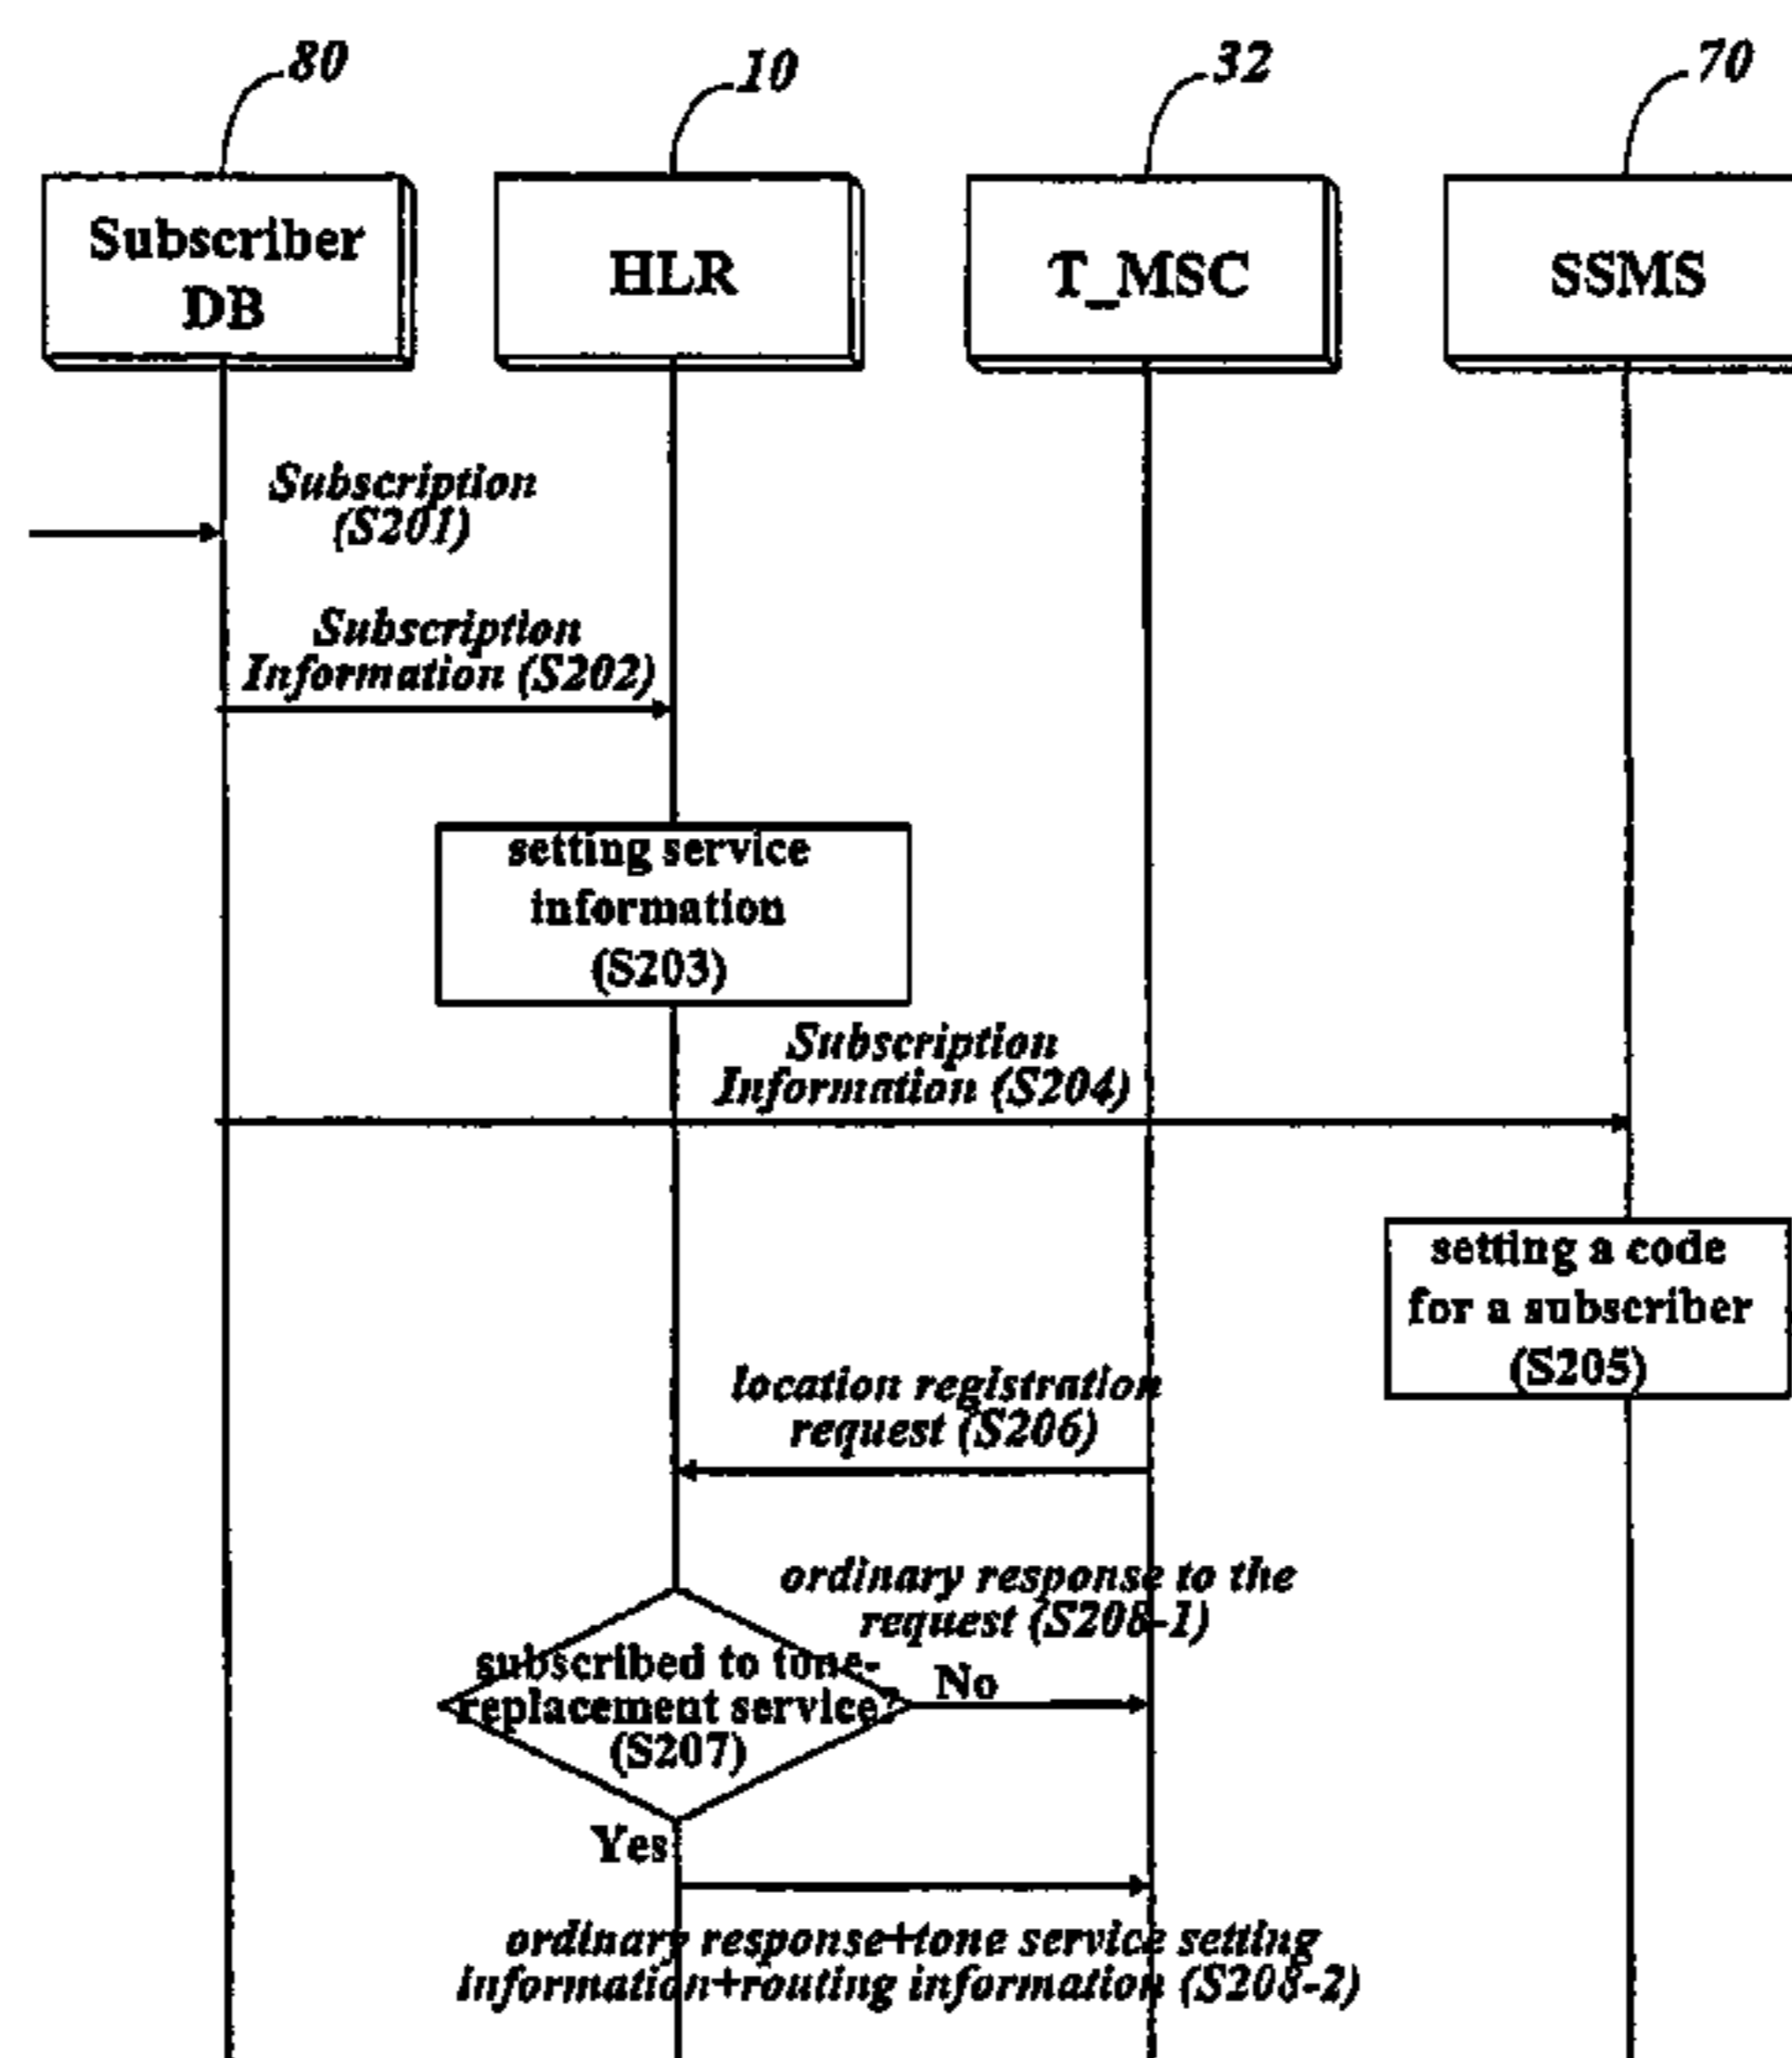 80
10
32
70
Subscriber
DB
HLR
T_MSC
SSMS
Subscription
(S201)
Subscription
Information (S202)
setting service
information
(S203)
Subscription
Information (S204)
setting a code
for a subscriber
(S205)
location registration
request (S206)
ordinary response to the
request (S208-1)
subscribed to tone-
replacement service?
(S207)
No
Yes
ordinary response+tone service setting
information+routing information (S208-2)